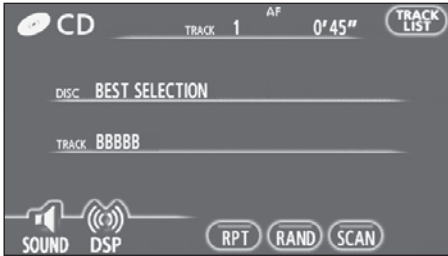 CD TRACK 1 AF 0'45" TRACK LIST
DISC BEST SELECTION
TRACK BBBBB
SOUND DSP RPT RAND SCAN